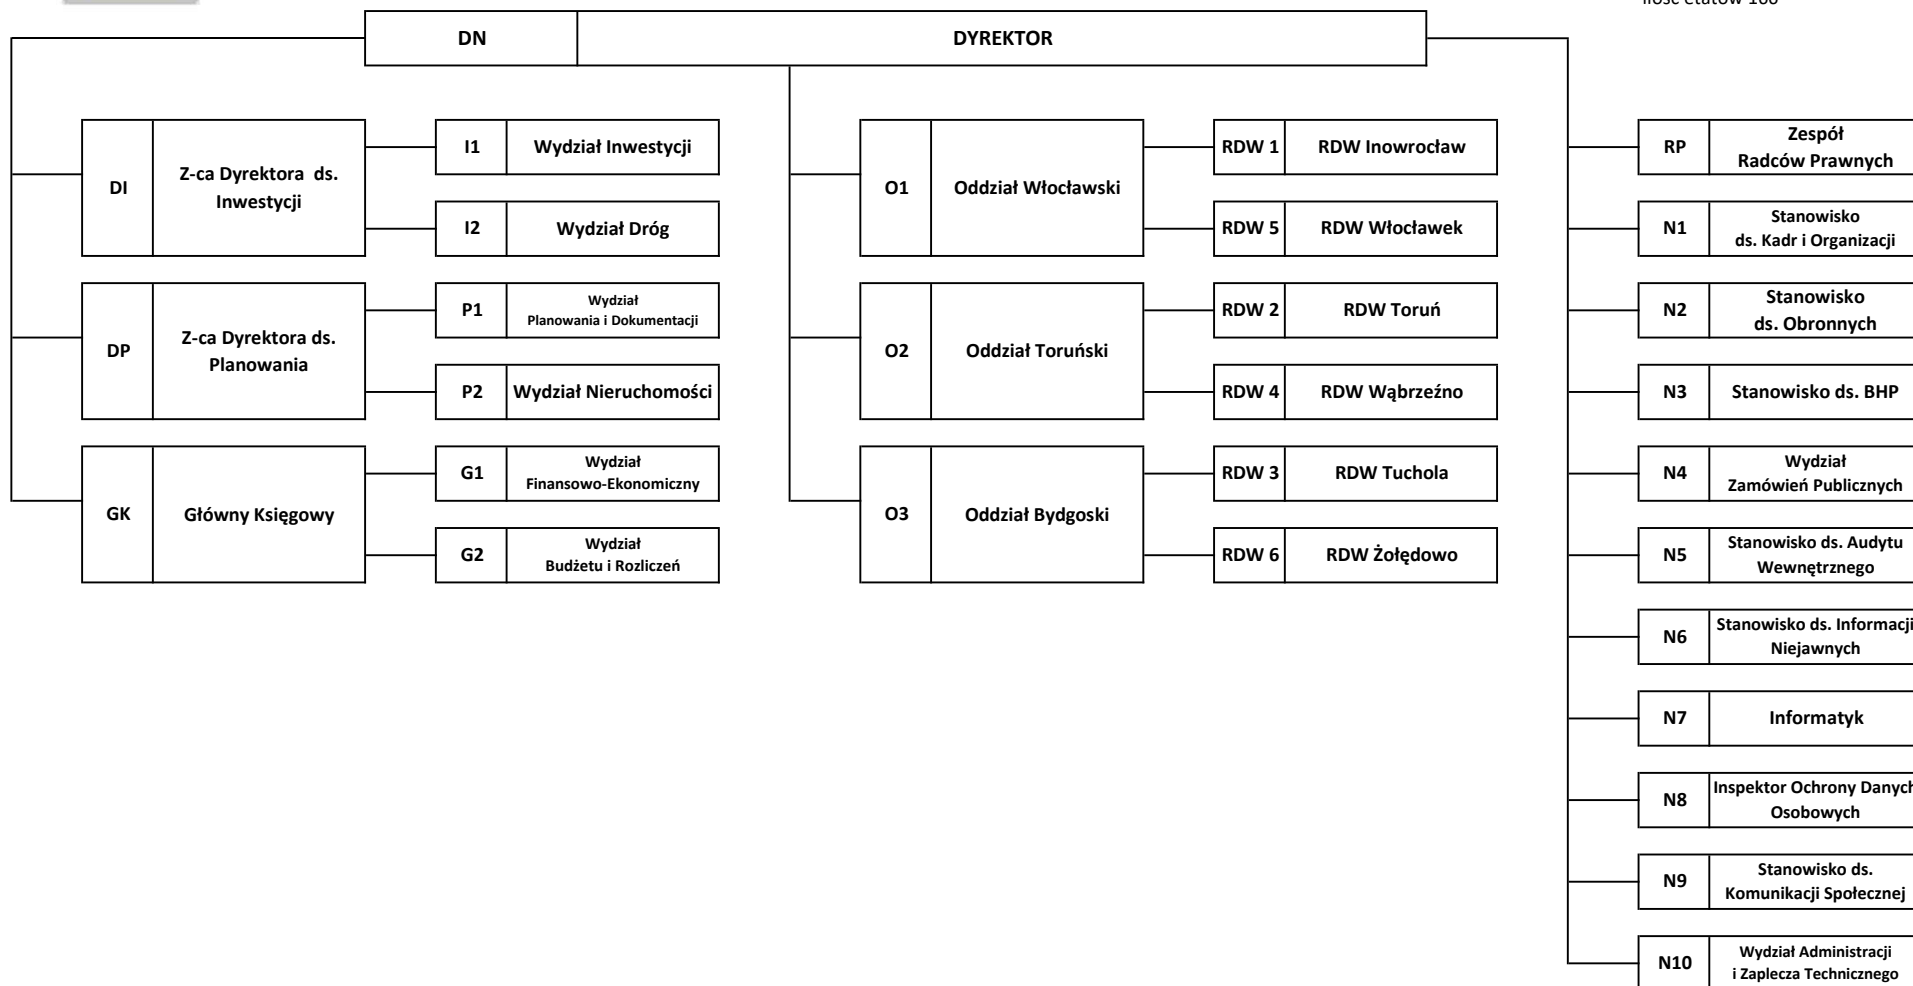 DN DYREKTOR
DI
Z-ca Dyrektora ds.
Inwestycji
I1 Wydział Inwestycji
I2 Wydział Dróg
DP
Z-ca Dyrektora ds.
Planowania
P1
Wydział
Planowania i Dokumentacji
P2 Wydział Nieruchomości
GK Główny Księgowy
G1
Wydział
Finansowo-Ekonomiczny
G2
Wydział
Budżetu i Rozliczeń
O1 Oddział Włocławski
RDW 1 RDW Inowrocław
RDW 5 RDW Włocławek
O2 Oddział Toruński
RDW 2 RDW Toruń
RDW 4 RDW Wąbrzeźno
O3 Oddział Bydgoski
RDW 3 RDW Tuchola
RDW 6 RDW Żołędowo
RP
Zespół
Radców Prawnych
N1
Stanowisko
ds. Kadr i Organizacji
N2
Stanowisko
ds. Obronnych
N3 Stanowisko ds. BHP
N4
Wydział
Zamówień Publicznych
N5
Stanowisko ds. Audytu
Wewnętrznego
N6
Stanowisko ds. Informacji
Niejawnych
N7 Informatyk
N8
Inspektor Ochrony Danych
Osobowych
N9
Stanowisko ds.
Komunikacji Społecznej
N10
Wydział Administracji
i Zaplecza Technicznego